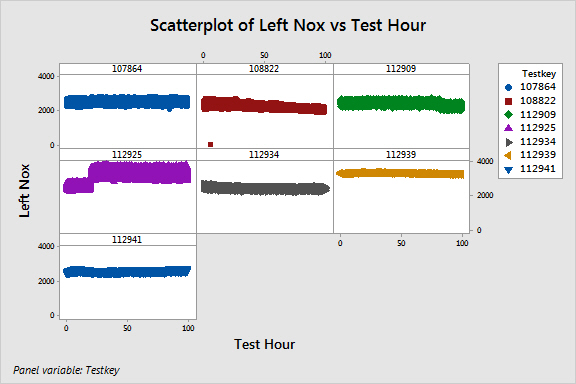 Scatterplot of Left Nox vs Test Hour
0 50 100
107864 108822 112909
4000
2000
0
112925 112934 112939
4000
2000
0
0 50 100
112941
4000
2000
0
0 50 100
Left Nox
Test Hour
Testkey
107864
108822
112909
112925
112934
112939
112941
Panel variable: Testkey